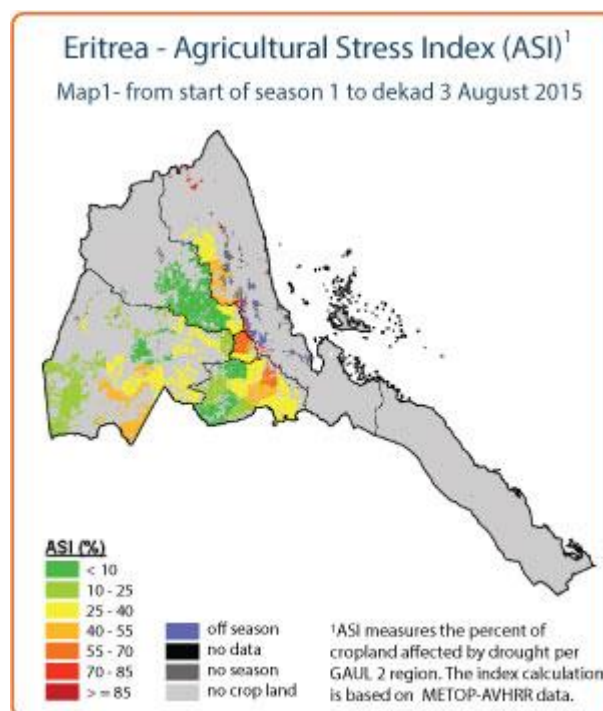 Eritrea - Agricultural Stress Index (ASI)¹
Map1- from start of season 1 to dekad 3 August 2015
ASI (%)
< 10
10 - 25
25 - 40
40 - 55
55 - 70
70 - 85
> = 85
off season
no data
no season
no crop land
¹ASI measures the percent of
cropland affected by drought per
GAUL 2 region. The index calculation
is based on METOP-AVHRR data.